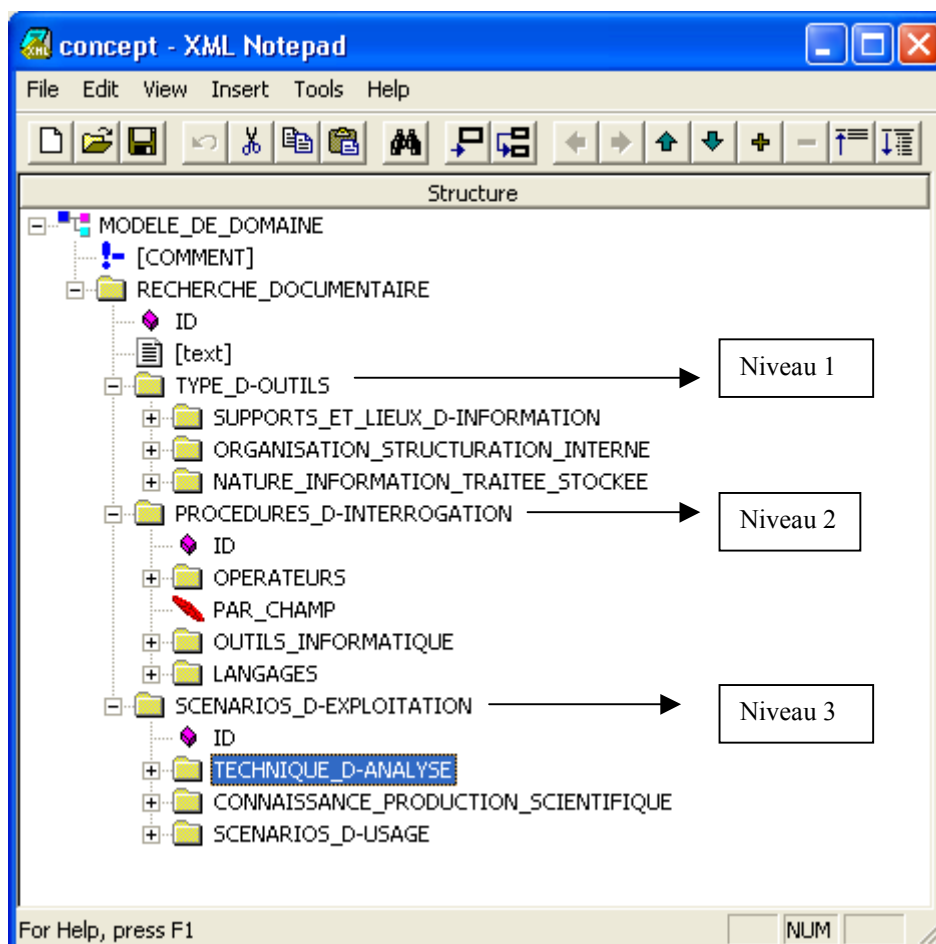 concept - XML Notepad
File Edit View Insert Tools Help
Structure
MODELE_DE_DOMAINE
[COMMENT]
RECHERCHE_DOCUMENTAIRE
ID
[text]
TYPE_D-OUTILS Niveau 1
SUPPORTS_ET_LIEUX_D-INFORMATION
ORGANISATION_STRUCTURATION_INTERNE
NATURE_INFORMATION_TRAITEE_STOCKEE
PROCEDURES_D-INTERROGATION Niveau 2
ID
OPERATEURS
PAR_CHAMP
OUTILS_INFORMATIQUE
LANGAGES
SCENARIOS_D-EXPLOITATION Niveau 3
ID
TECHNIQUE_D-ANALYSE
CONNAISSANCE_PRODUCTION_SCIENTIFIQUE
SCENARIOS_D-USAGE
For Help, press F1 NUM